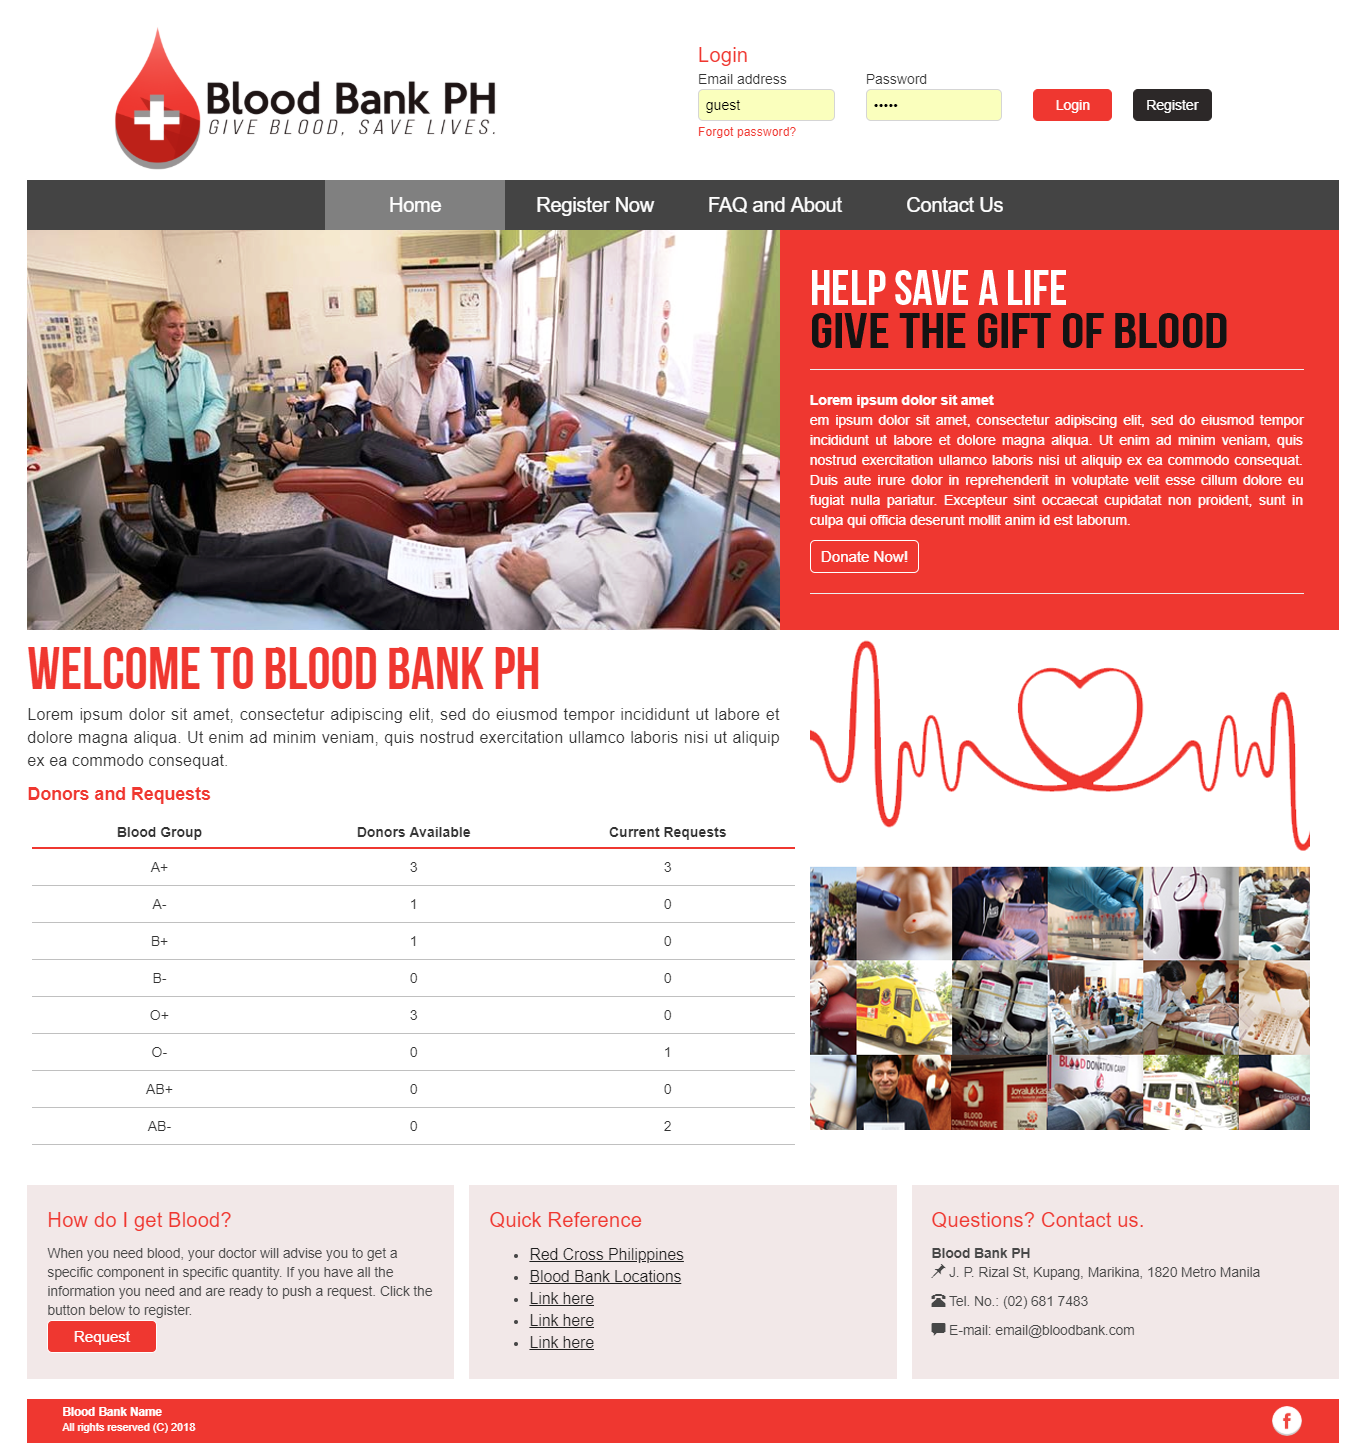 Blood Bank PH
GIVE BLOOD, SAVE LIVES.
Login
Email address
Password
guest
•••••
Login
Register
Forgot password?
Home
Register Now
FAQ and About
Contact Us
HELP SAVE A LIFE
GIVE THE GIFT OF BLOOD
Lorem ipsum dolor sit amet
em ipsum dolor sit amet, consectetur adipiscing elit, sed do eiusmod tempor
incididunt ut labore et dolore magna aliqua. Ut enim ad minim veniam, quis
nostrud exercitation ullamco laboris nisi ut aliquip ex ea commodo consequat.
Duis aute irure dolor in reprehenderit in voluptate velit esse cillum dolore eu
fugiat nulla pariatur. Excepteur sint occaecat cupidatat non proident, sunt in
culpa qui officia deserunt mollit anim id est laborum.
Donate Now!
WELCOME TO BLOOD BANK PH
Lorem ipsum dolor sit amet, consectetur adipiscing elit, sed do eiusmod tempor incididunt ut labore et
dolore magna aliqua. Ut enim ad minim veniam, quis nostrud exercitation ullamco laboris nisi ut aliquip
ex ea commodo consequat.
Donors and Requests
Blood Group Donors Available Current Requests
A+ 3 3
A- 1 0
B+ 1 0
B- 0 0
O+ 3 0
O- 0 1
AB+ 0 0
AB- 0 2
BLOOD DONATION CAMP
BLOOD
DONATION DRIVE
Joyalukkas
Blood Do
How do I get Blood?
When you need blood, your doctor will advise you to get a
specific component in specific quantity. If you have all the
information you need and are ready to push a request. Click the
button below to register.
Request
Quick Reference
• Red Cross Philippines
• Blood Bank Locations
• Link here
• Link here
• Link here
Questions? Contact us.
Blood Bank PH
J. P. Rizal St, Kupang, Marikina, 1820 Metro Manila
Tel. No.: (02) 681 7483
E-mail: email@bloodbank.com
Blood Bank Name
All rights reserved (C) 2018
f